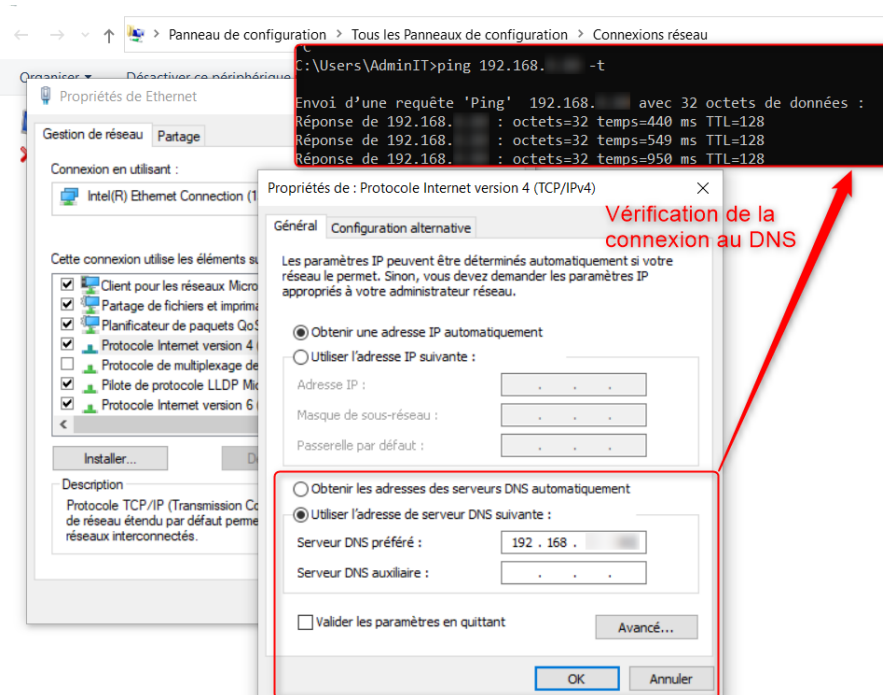 Panneau de configuration > Tous les Panneaux de configuration > Connexions réseau
Organiser Désactiver ce périphérique
C
C:\Users\AdminIT>ping 192.168. -t
Envoi d'une requête 'Ping' 192.168. avec 32 octets de données :
Réponse de 192.168. : octets=32 temps=440 ms TTL=128
Réponse de 192.168. : octets=32 temps=549 ms TTL=128
Réponse de 192.168. : octets=32 temps=950 ms TTL=128
Propriétés de Ethernet
Gestion de réseau Partage
Connexion en utilisant :
Intel(R) Ethernet Connection (1
Cette connexion utilise les éléments su
Client pour les réseaux Micro
Partage de fichiers et imprima
Planificateur de paquets QoS
Protocole Internet version 4 (
Protocole de multiplexage de
Pilote de protocole LLDP Mic
Protocole Internet version 6 (
Installer...
Description
Protocole TCP/IP (Transmission Co
de réseau étendu par défaut perme
réseaux interconnectés.
Propriétés de : Protocole Internet version 4 (TCP/IPv4)
Général Configuration alternative
Vérification de la
connexion au DNS
Les paramètres IP peuvent être déterminés automatiquement si votre
réseau le permet. Sinon, vous devez demander les paramètres IP
appropriés à votre administrateur réseau.
Obtenir une adresse IP automatiquement
Utiliser l'adresse IP suivante :
Adresse IP :
Masque de sous-réseau :
Passerelle par défaut :
Obtenir les adresses des serveurs DNS automatiquement
Utiliser l'adresse de serveur DNS suivante :
Serveur DNS préféré : 192 . 168 .
Serveur DNS auxiliaire :
Valider les paramètres en quittant
Avancé...
OK Annuler